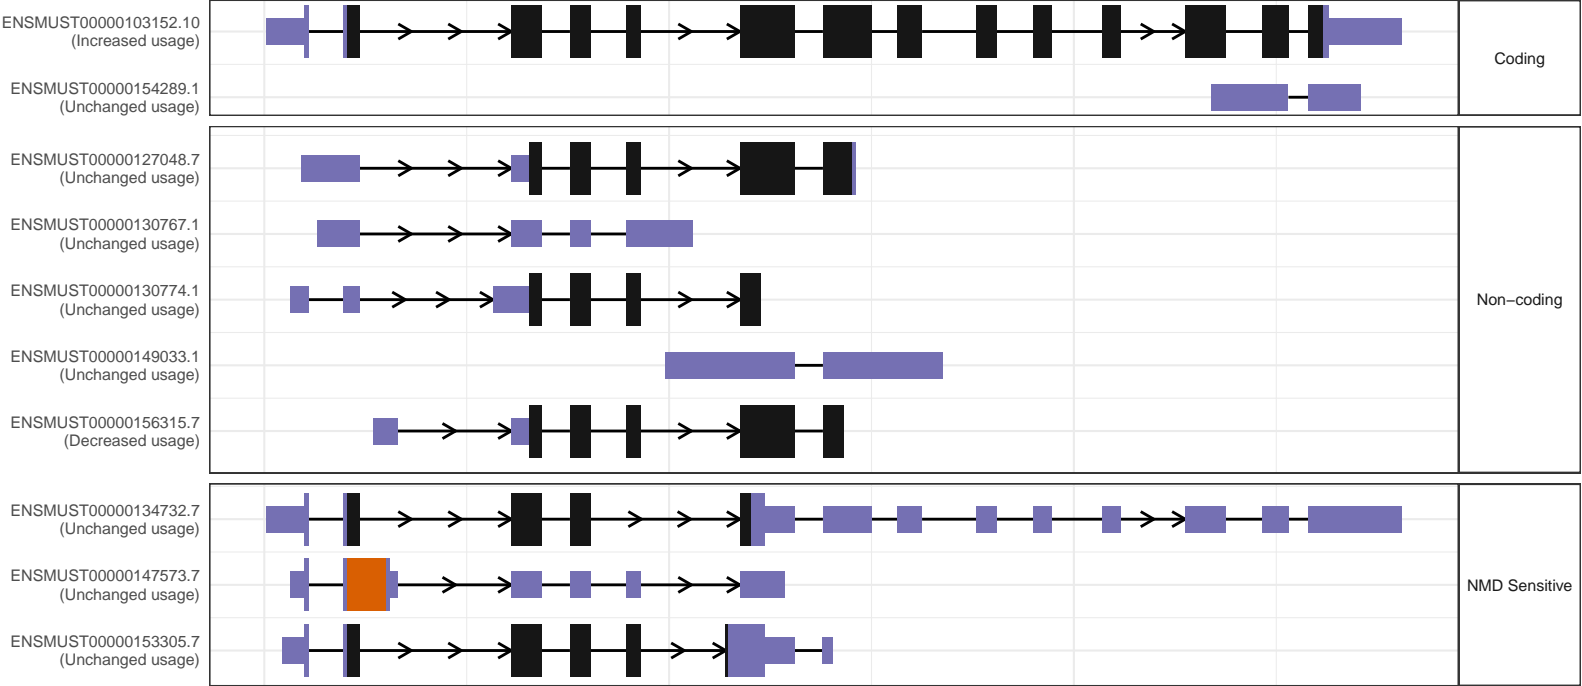 ENSMUST00000103152.10
(Increased usage)
ENSMUST00000154289.1
(Unchanged usage)
Coding
ENSMUST00000127048.7
(Unchanged usage)
ENSMUST00000130767.1
(Unchanged usage)
ENSMUST00000130774.1
(Unchanged usage)
ENSMUST00000149033.1
(Unchanged usage)
ENSMUST00000156315.7
(Decreased usage)
Non−coding
ENSMUST00000134732.7
(Unchanged usage)
ENSMUST00000147573.7
(Unchanged usage)
ENSMUST00000153305.7
(Unchanged usage)
NMD Sensitive